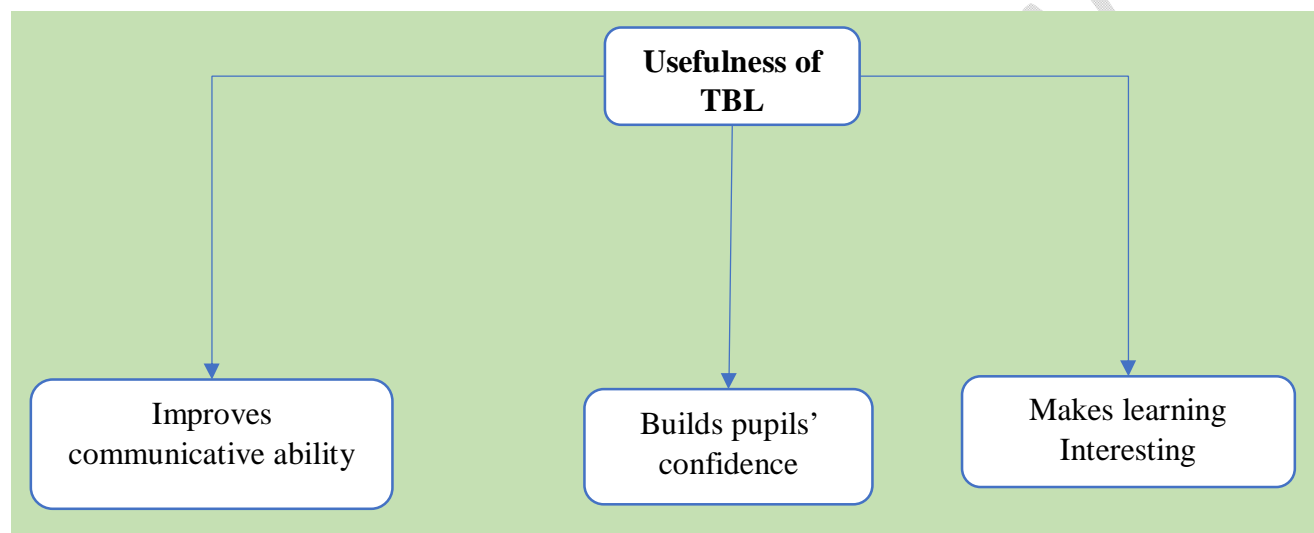 Usefulness of
TBL
Improves
communicative ability
Builds pupils’
confidence
Makes learning
Interesting